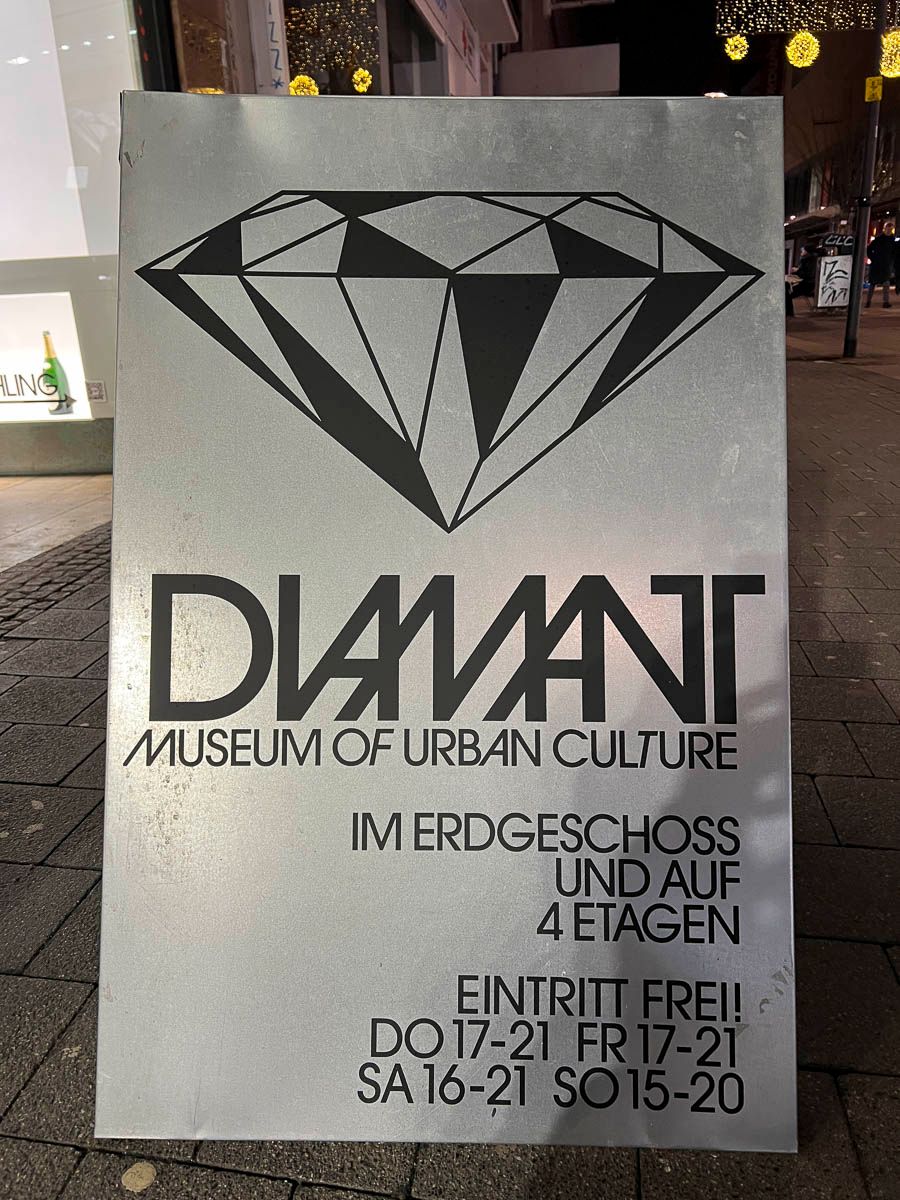 DIAMANT
MUSEUM OF URBAN CULTURE
IM ERDGESCHOSS
UND AUF
4 ETAGEN
EINTRITT FREI!
DO 17-21 FR 17-21
SA 16-21 SO 15-20